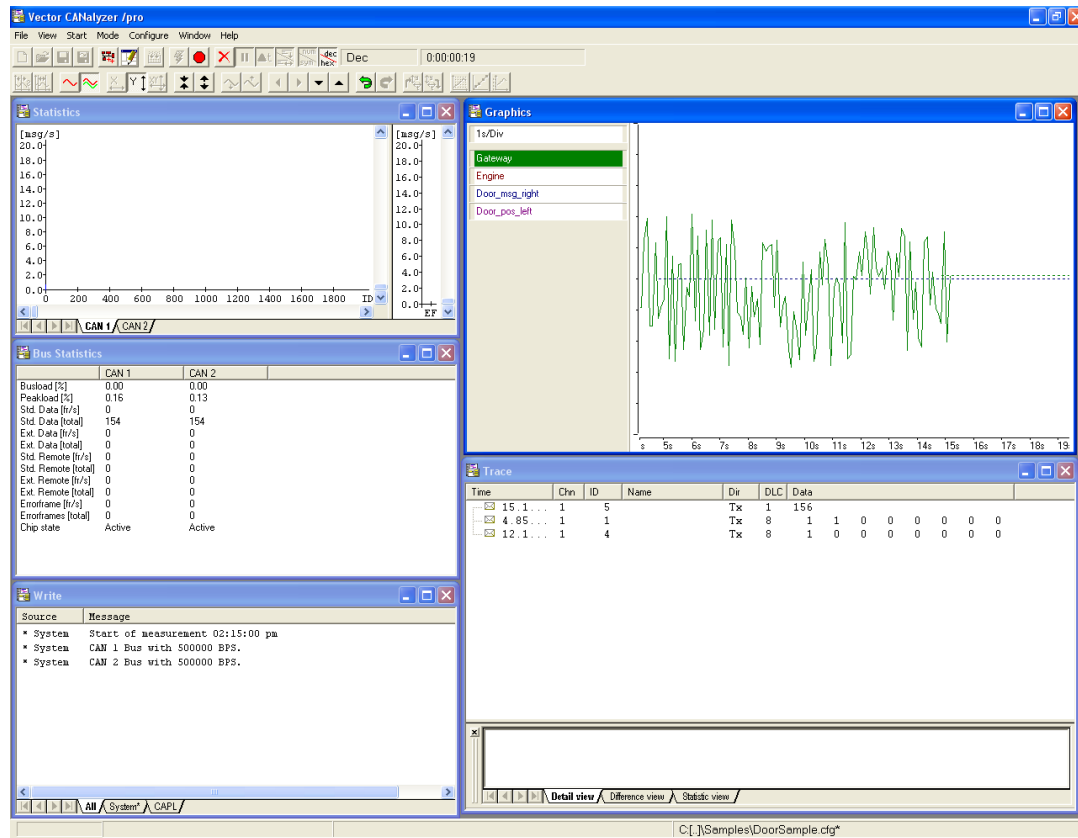 Vector CANalyzer /pro
File View Start Mode Configure Window Help
num sym dec hex Dec 0:00:00:19
Statistics
[msg/s]
20.0
18.0
16.0
14.0
12.0
10.0
8.0
6.0
4.0
2.0
0.0
0 200 400 600 800 1000 1200 1400 1600 1800 ID
[msg/s]
20.0
18.0
16.0
14.0
12.0
10.0
8.0
6.0
4.0
2.0
0.0
EF
CAN 1 CAN 2
Graphics
1s/Div
Gateway
Engine
Door_msg_right
Door_pos_left
s 5s 6s 7s 8s 9s 10s 11s 12s 13s 14s 15s 16s 17s 18s 19
Bus Statistics
CAN 1 CAN 2
Busload [%] 0.00 0.00
Peakload [%] 0.16 0.13
Std. Data [fr/s] 0 0
Std. Data [total] 154 154
Ext. Data [fr/s] 0 0
Ext. Data [total] 0 0
Std. Remote [fr/s] 0 0
Std. Remote [total] 0 0
Ext. Remote [fr/s] 0 0
Ext. Remote [total] 0 0
Errorframe [fr/s] 0 0
Errorframes [total] 0 0
Chip state Active Active
Trace
Time Chn ID Name Dir DLC Data
15.1... 1 5 Tx 1 156
4.85... 1 1 Tx 8 1 1 0 0 0 0 0 0
12.1... 1 4 Tx 8 1 0 0 0 0 0 0 0
Write
Source Message
* System Start of measurement 02:15:00 pm
* System CAN 1 Bus with 500000 BPS.
* System CAN 2 Bus with 500000 BPS.
All System* CAPL
Detail view Difference view Statistic view
C:[..]\Samples\DoorSample.cfg*